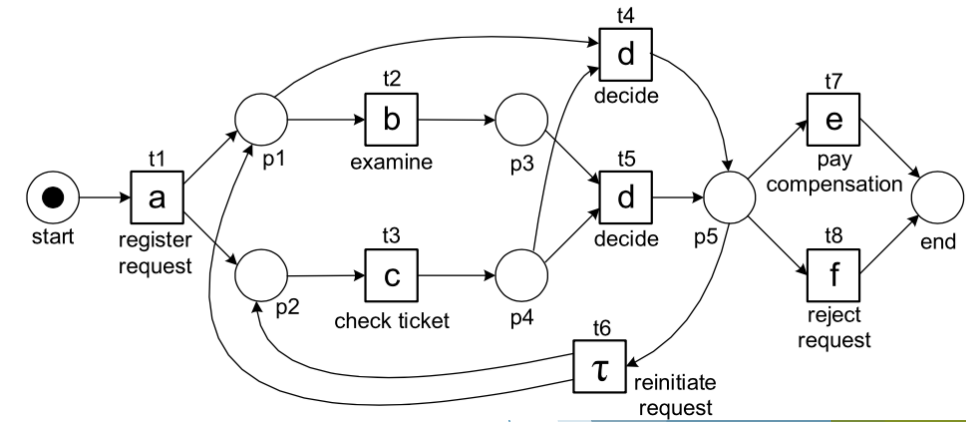 t4
d
decide
t2
b
examine
p1
p3
t7
e
pay
compensation
t1
a
register
request
start
t5
d
decide
p5
end
t3
c
check ticket
p2
p4
t8
f
reject
request
t6
τ
reinitiate
request